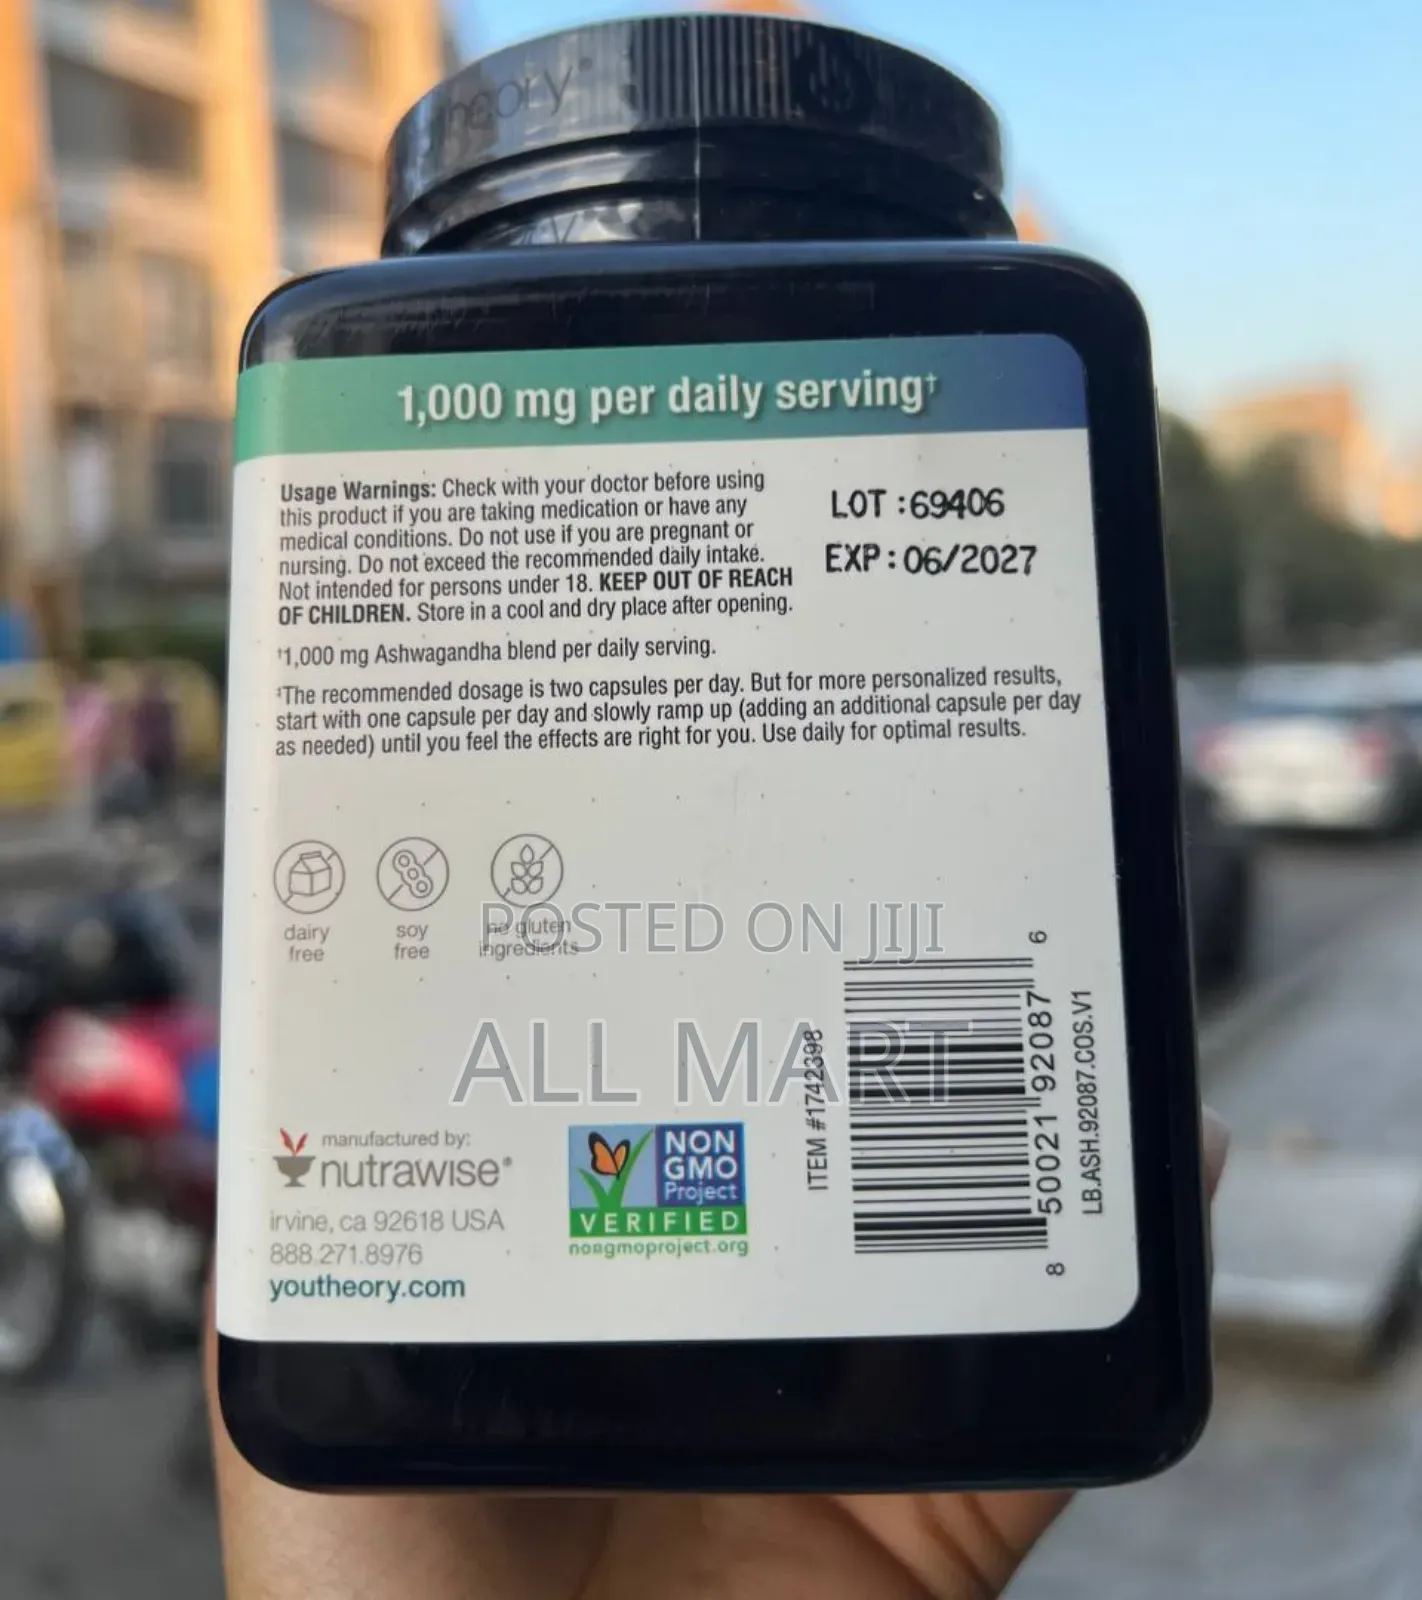 theory®
1,000 mg per daily serving†
Usage Warnings: Check with your doctor before using
this product if you are taking medication or have any
medical conditions. Do not use if you are pregnant or
nursing. Do not exceed the recommended daily intake.
Not intended for persons under 18. KEEP OUT OF REACH
OF CHILDREN. Store in a cool and dry place after opening.
LOT :69406
EXP: 06/2027
†1,000 mg Ashwagandha blend per daily serving.
‡The recommended dosage is two capsules per day. But for more personalized results,
start with one capsule per day and slowly ramp up (adding an additional capsule per day
as needed) until you feel the effects are right for you. Use daily for optimal results.
dairy
free
soy
free
no gluten
ingredients
POSTED ON JIJI
ALL MART
manufactured by:
nutrawise®
irvine, ca 92618 USA
888.271.8976
youtheory.com
NON
GMO
Project
VERIFIED
nongmoproject.org
ITEM #1742398
8 50021 92087 6
LB.ASH.92087.COS.V1